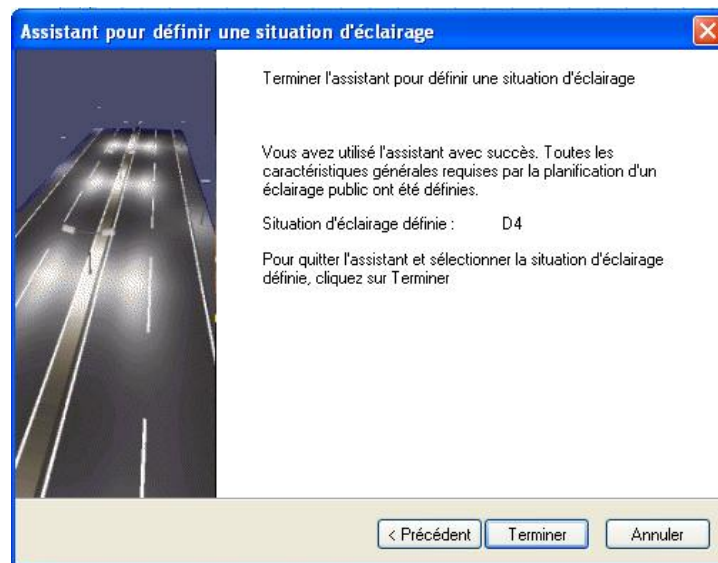 Assistant pour définir une situation d'éclairage
Terminer l'assistant pour définir une situation d'éclairage
Vous avez utilisé l'assistant avec succès. Toutes les
caractéristiques générales requises par la planification d'un
éclairage public ont été définies.
Situation d'éclairage définie : D4
Pour quitter l'assistant et sélectionner la situation d'éclairage
définie, cliquez sur Terminer
< Précédent Terminer Annuler